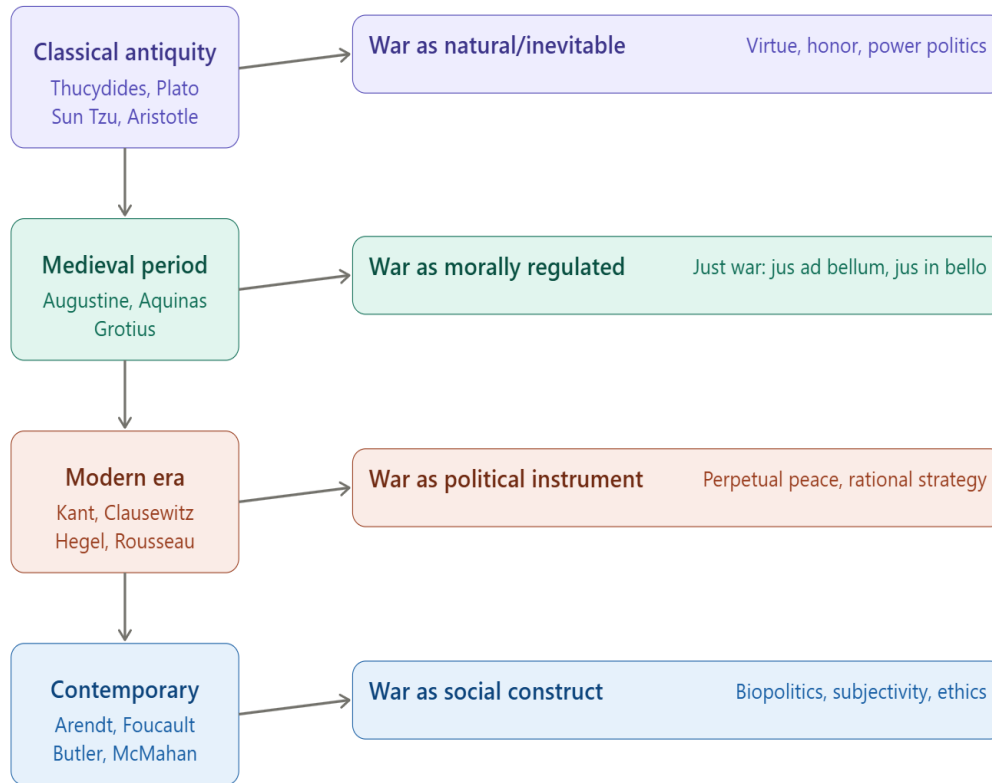 Classical antiquity
Thucydides, Plato
Sun Tzu, Aristotle
War as natural/inevitable
Virtue, honor, power politics
Medieval period
Augustine, Aquinas
Grotius
War as morally regulated
Just war: jus ad bellum, jus in bello
Modern era
Kant, Clausewitz
Hegel, Rousseau
War as political instrument
Perpetual peace, rational strategy
Contemporary
Arendt, Foucault
Butler, McMahan
War as social construct
Biopolitics, subjectivity, ethics